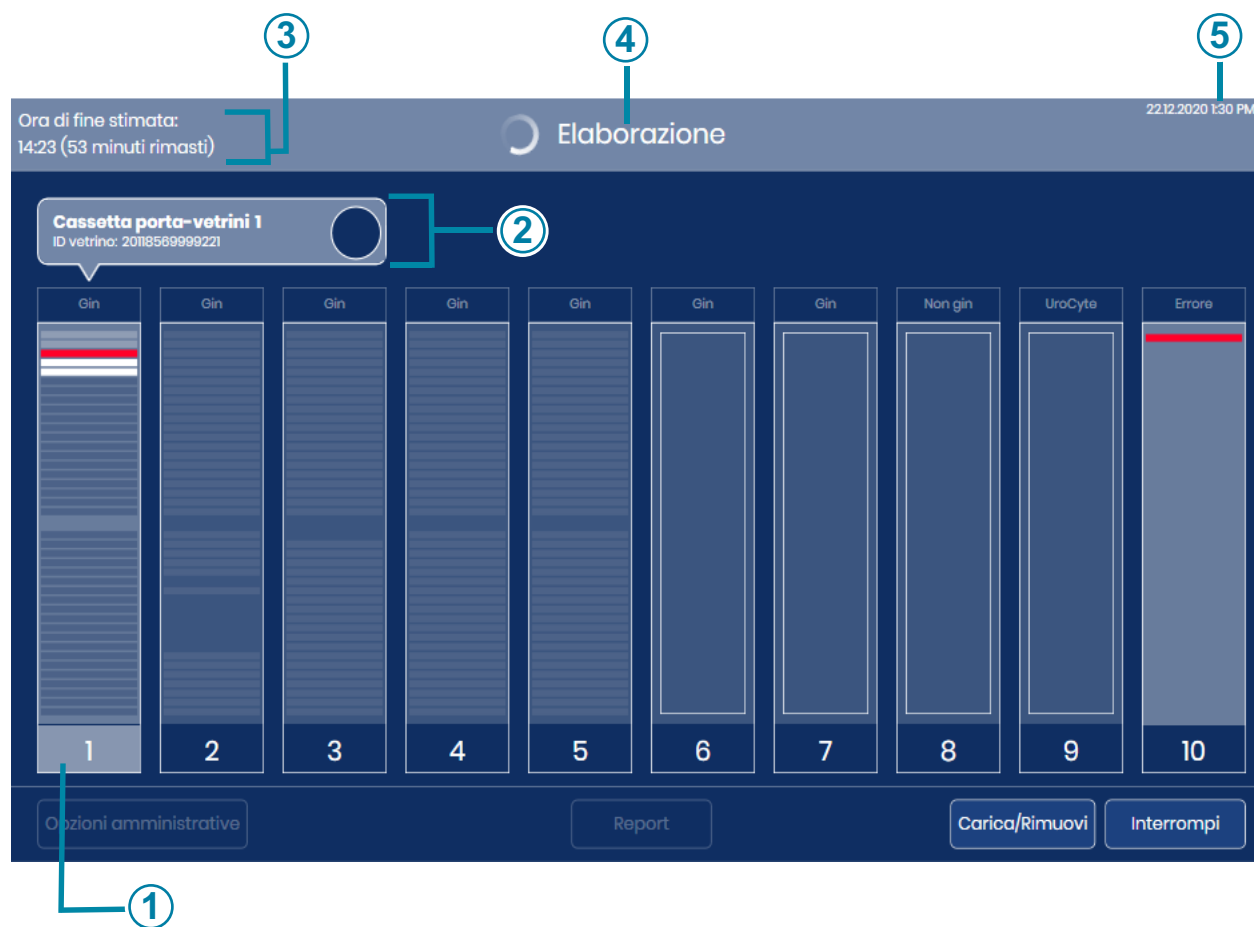 3
4
5
Ora di fine stimata:
14:23 (53 minuti rimasti)
Elaborazione
22.12.2020 1:30 PM
Cassetta porta-vetrini 1
ID vetrino: 20118569999221
2
Gin Gin Gin Gin Gin Gin Gin Non gin UroCyte Errore
1 2 3 4 5 6 7 8 9 10
Opzioni amministrative Report Carica/Rimuovi Interrompi
1